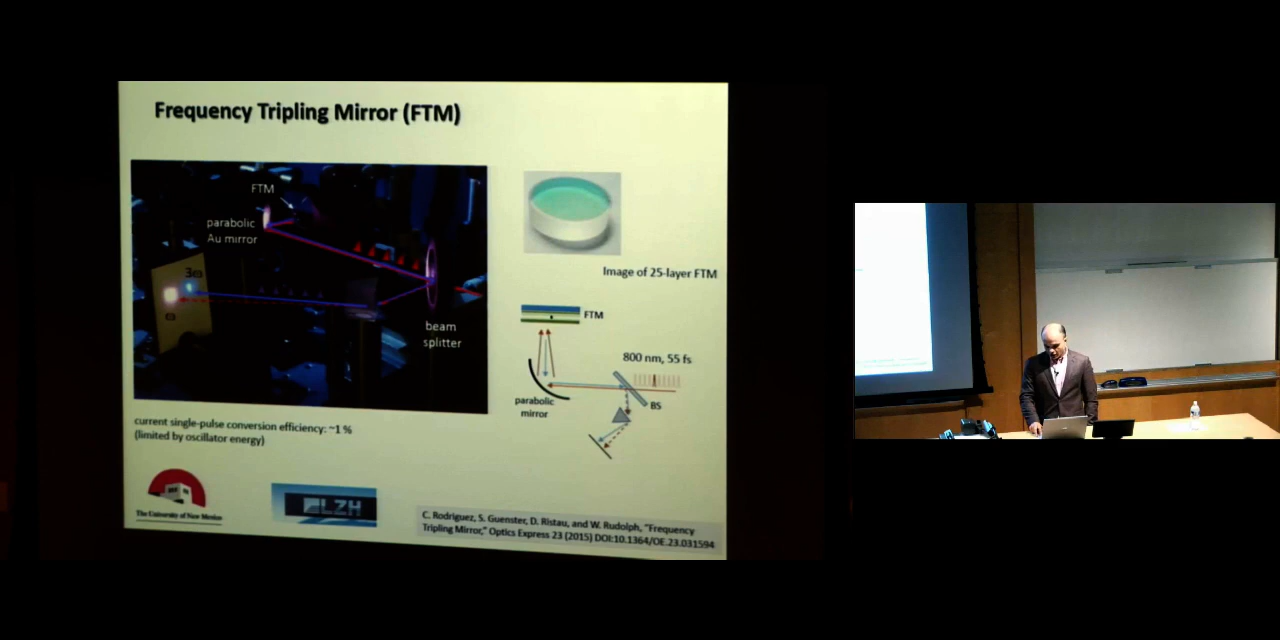 Frequency Tripling Mirror (FTM)
FTM
parabolic
Au mirror
3ω
ω
beam
splitter
Image of 25-layer FTM
FTM
800 nm, 55 fs
parabolic
mirror
BS
current single-pulse conversion efficiency: ~1 %
(limited by oscillator energy)
The University of New Mexico
LZH
C. Rodriguez, S. Guenster, D. Ristau, and W. Rudolph, "Frequency
Tripling Mirror," Optics Express 23 (2015) DOI:10.1364/OE.23.031594